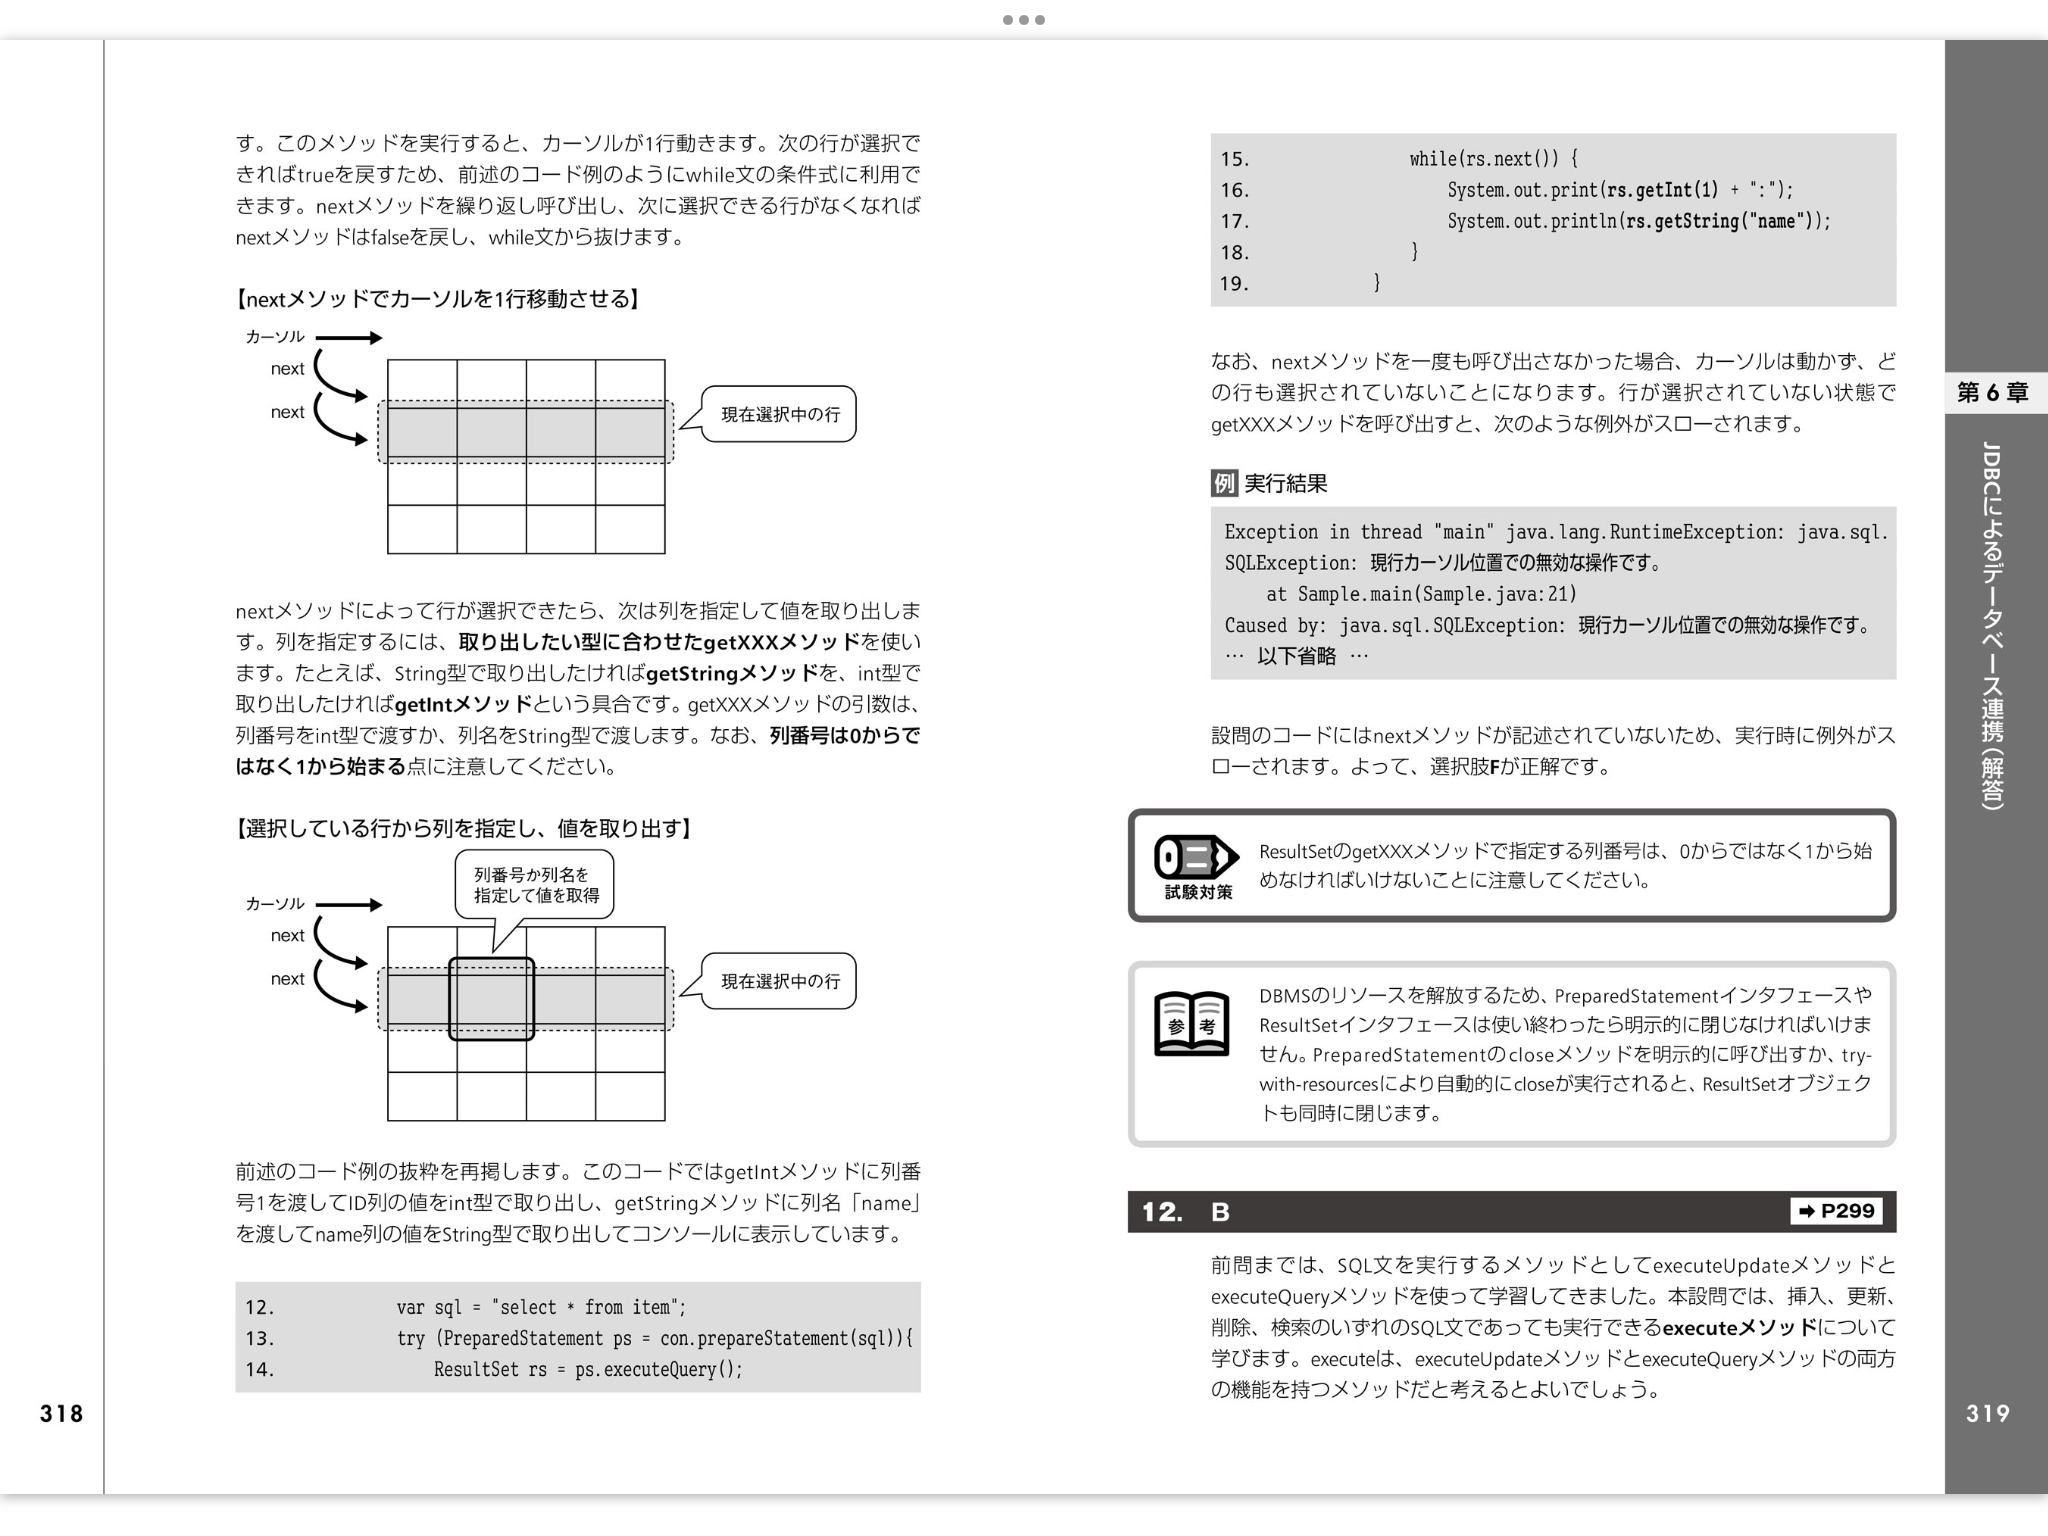 す。このメソッドを実行すると、カーソルが1行動きます。次の行が選択で
きればtrueを戻すため、前述のコード例のようにwhile文の条件式に利用で
きます。nextメソッドを繰り返し呼び出し、次に選択できる行がなくなれば
nextメソッドはfalseを戻し、while文から抜けます。
【nextメソッドでカーソルを1行移動させる】
カーソル
next
next
現在選択中の行
nextメソッドによって行が選択できたら、次は列を指定して値を取り出しま
す。列を指定するには、取り出したい型に合わせたgetXXXメソッドを使い
ます。たとえば、String型で取り出したければgetStringメソッドを、int型で
取り出したければgetIntメソッドという具合です。getXXXメソッドの引数は、
列番号をint型で渡すか、列名をString型で渡します。なお、列番号は0からで
はなく1から始まる点に注意してください。
【選択している行から列を指定し、値を取り出す】
列番号か列名を
指定して値を取得
カーソル
next
next
現在選択中の行
前述のコード例の抜粋を再掲します。このコードではgetIntメソッドに列番
号1を渡してID列の値をint型で取り出し、getStringメソッドに列名「name」
を渡してname列の値をString型で取り出してコンソールに表示しています。
12. var sql = "select * from item";
13. try (PreparedStatement ps = con.prepareStatement(sql)){
14. ResultSet rs = ps.executeQuery();
318
15. while(rs.next()) {
16. System.out.print(rs.getInt(1) + ":");
17. System.out.println(rs.getString("name"));
18. }
19. }
なお、nextメソッドを一度も呼び出さなかった場合、カーソルは動かず、ど
の行も選択されていないことになります。行が選択されていない状態で
getXXXメソッドを呼び出すと、次のような例外がスローされます。
例 実行結果
Exception in thread "main" java.lang.RuntimeException: java.sql.
SQLException: 現行カーソル位置での無効な操作です。
at Sample.main(Sample.java:21)
Caused by: java.sql.SQLException: 現行カーソル位置での無効な操作です。
… 以下省略 …
設問のコードにはnextメソッドが記述されていないため、実行時に例外がス
ローされます。よって、選択肢Fが正解です。
試験対策
ResultSetのgetXXXメソッドで指定する列番号は、0からではなく1から始
めなければいけないことに注意してください。
参考
DBMSのリソースを解放するため、PreparedStatementインタフェースや
ResultSetインタフェースは使い終わったら明示的に閉じなければいけま
せん。PreparedStatementのcloseメソッドを明示的に呼び出すか、try-
with-resourcesにより自動的にcloseが実行されると、ResultSetオブジェク
トも同時に閉じます。
12. B ➡ P299
前問までは、SQL文を実行するメソッドとしてexecuteUpdateメソッドと
executeQueryメソッドを使って学習してきました。本設問では、挿入、更新、
削除、検索のいずれのSQL文であっても実行できるexecuteメソッドについて
学びます。executeは、executeUpdateメソッドとexecuteQueryメソッドの両方
の機能を持つメソッドだと考えるとよいでしょう。
第6章
JDBCによるデータベース連携(解答)
319